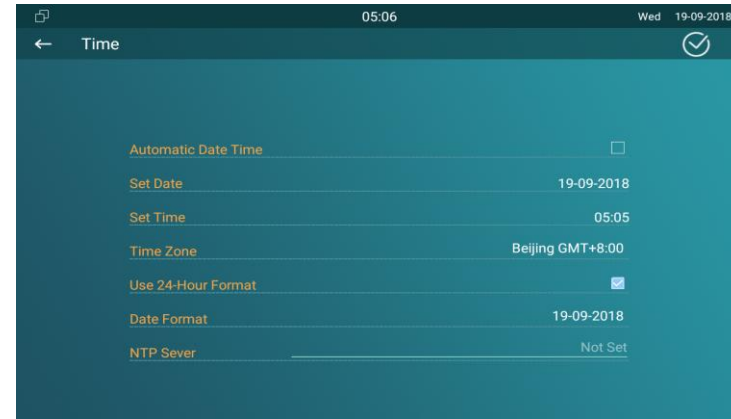 05:06 Wed 19-09-2018
Time
Automatic Date Time
Set Date 19-09-2018
Set Time 05:05
Time Zone Beijing GMT+8:00
Use 24-Hour Format
Date Format 19-09-2018
NTP Sever Not Set